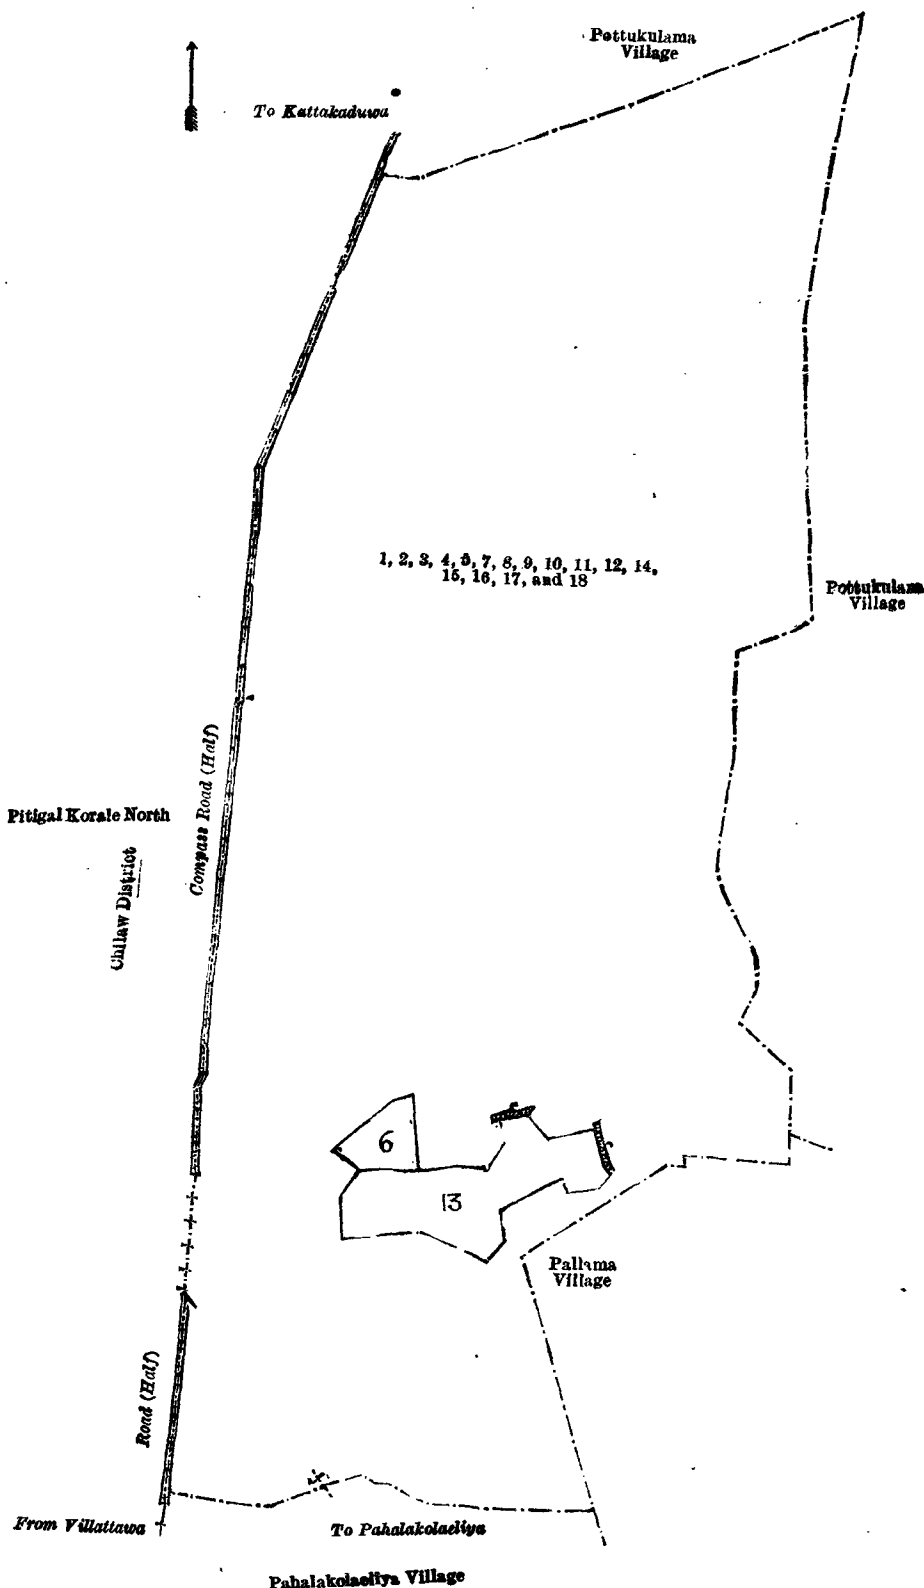 Pottukulama
Village
To Kattakaduwa
1, 2, 3, 4, 5, 7, 8, 9, 10, 11, 12, 14,
15, 16, 17, and 18
Pottukulama
Village
Compass Road (Half)
Pitigal Korale North
Chilaw District
6
13
Pallama
Village
Road (Half)
From Villattawa
To Pahalakolaeliya
Pahalakolaeliya Village